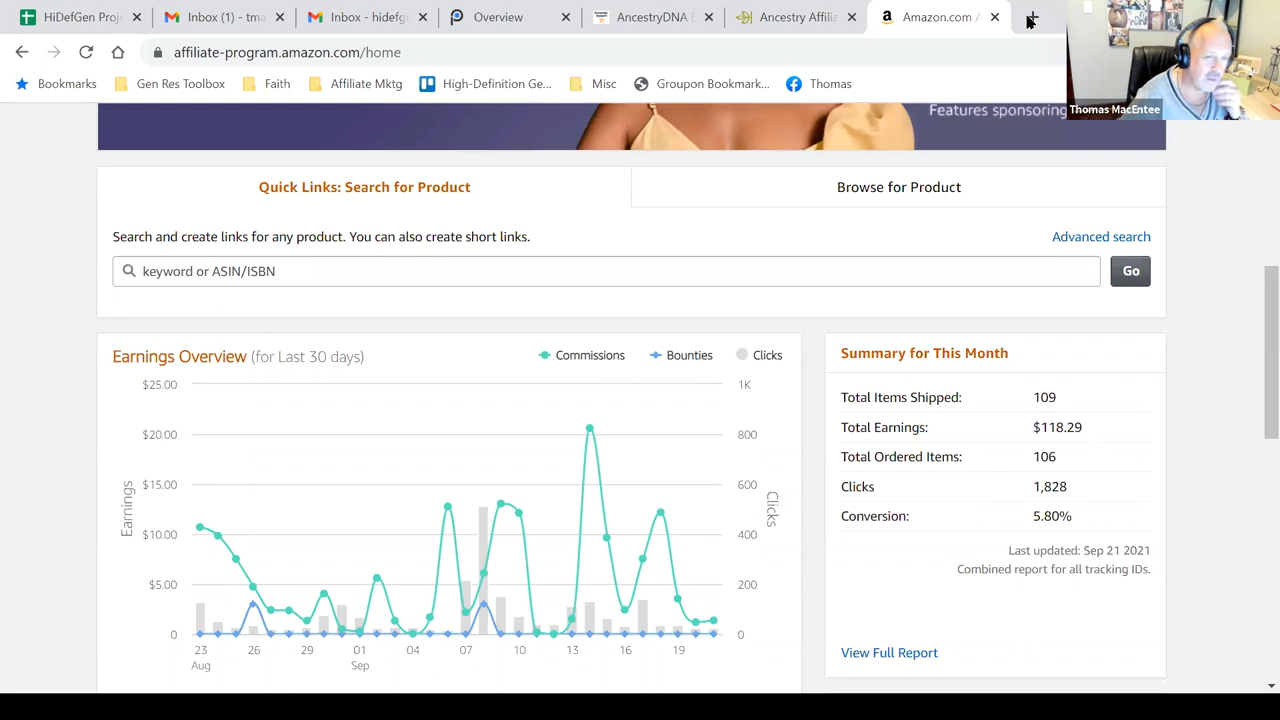 HiDefGen Pro
Inbox (1) - tma
Inbox - hidefg
Overview
AncestryDNA E
Ancestry Affilia
Amazon.com A
affiliate-program.amazon.com/home
Bookmarks
Gen Res Toolbox
Faith
Affiliate Mktg
High-Definition Ge...
Misc
Groupon Bookmark...
Thomas
Thomas MacEntee
Features sponsoring
Quick Links: Search for Product
Browse for Product
Search and create links for any product. You can also create short links.
Advanced search
keyword or ASIN/ISBN
Go
Earnings Overview (for Last 30 days)
Commissions
Bounties
Clicks
$25.00
$20.00
$15.00
$10.00
$5.00
0
Earnings
1K
800
600
400
200
0
Clicks
23 26 29 01 04 07 10 13 16 19
Aug Sep
Summary for This Month
Total Items Shipped: 109
Total Earnings: $118.29
Total Ordered Items: 106
Clicks 1,828
Conversion: 5.80%
Last updated: Sep 21 2021
Combined report for all tracking IDs.
View Full Report